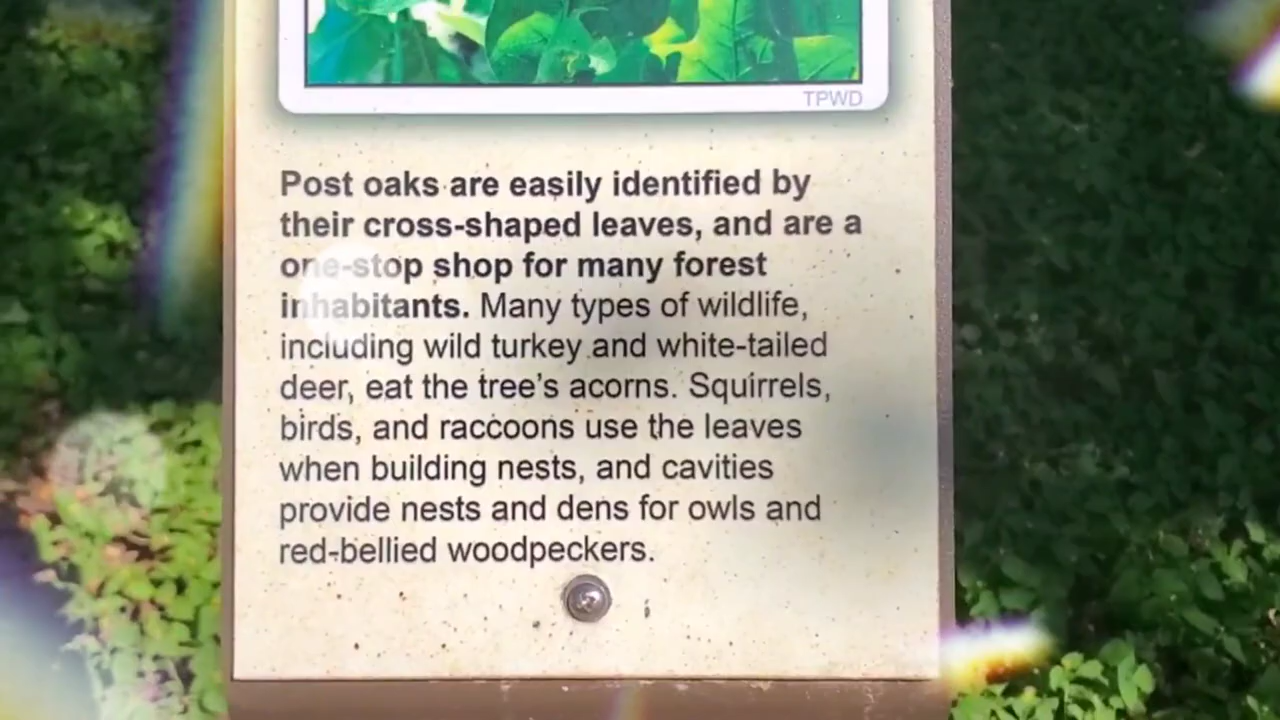 TPWD
Post oaks are easily identified by
their cross-shaped leaves, and are a
one-stop shop for many forest
inhabitants. Many types of wildlife,
including wild turkey and white-tailed
deer, eat the tree's acorns. Squirrels,
birds, and raccoons use the leaves
when building nests, and cavities
provide nests and dens for owls and
red-bellied woodpeckers.